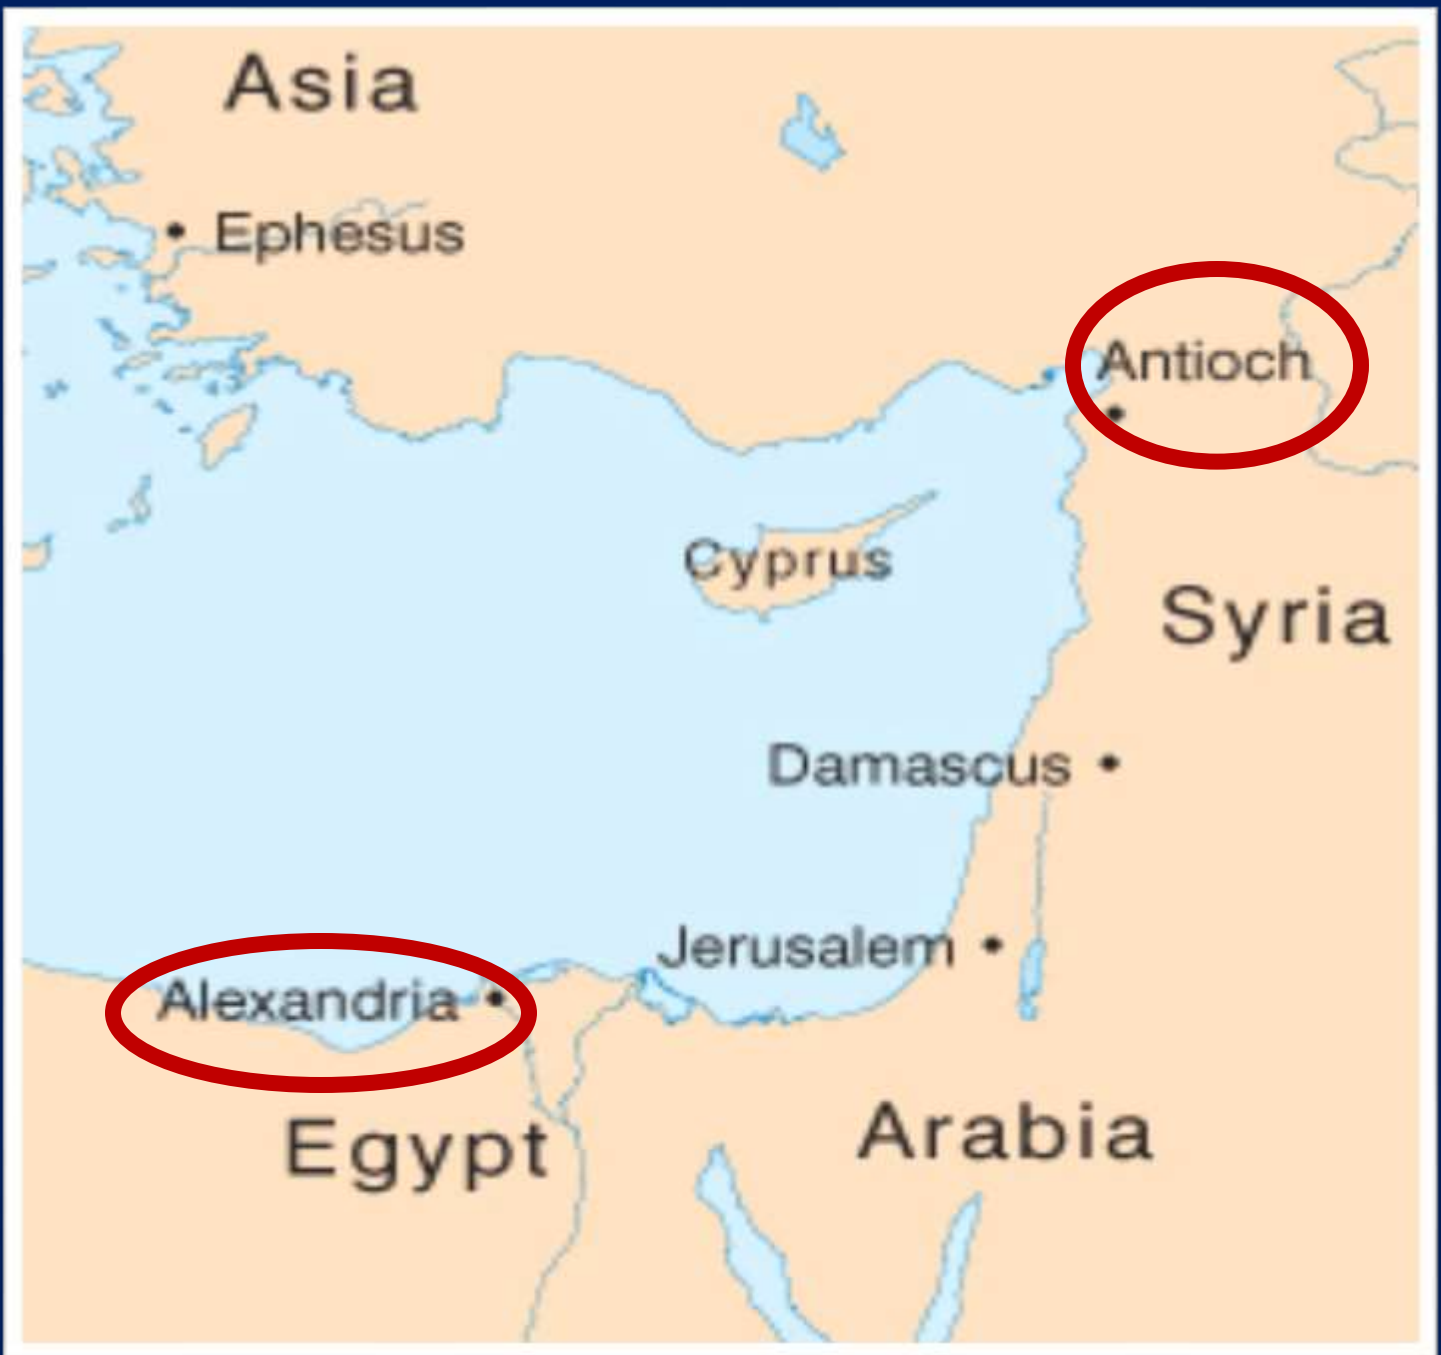 Asia
Ephesus
Antioch
Cyprus
Syria
Damascus
Jerusalem
Alexandria
Egypt
Arabia